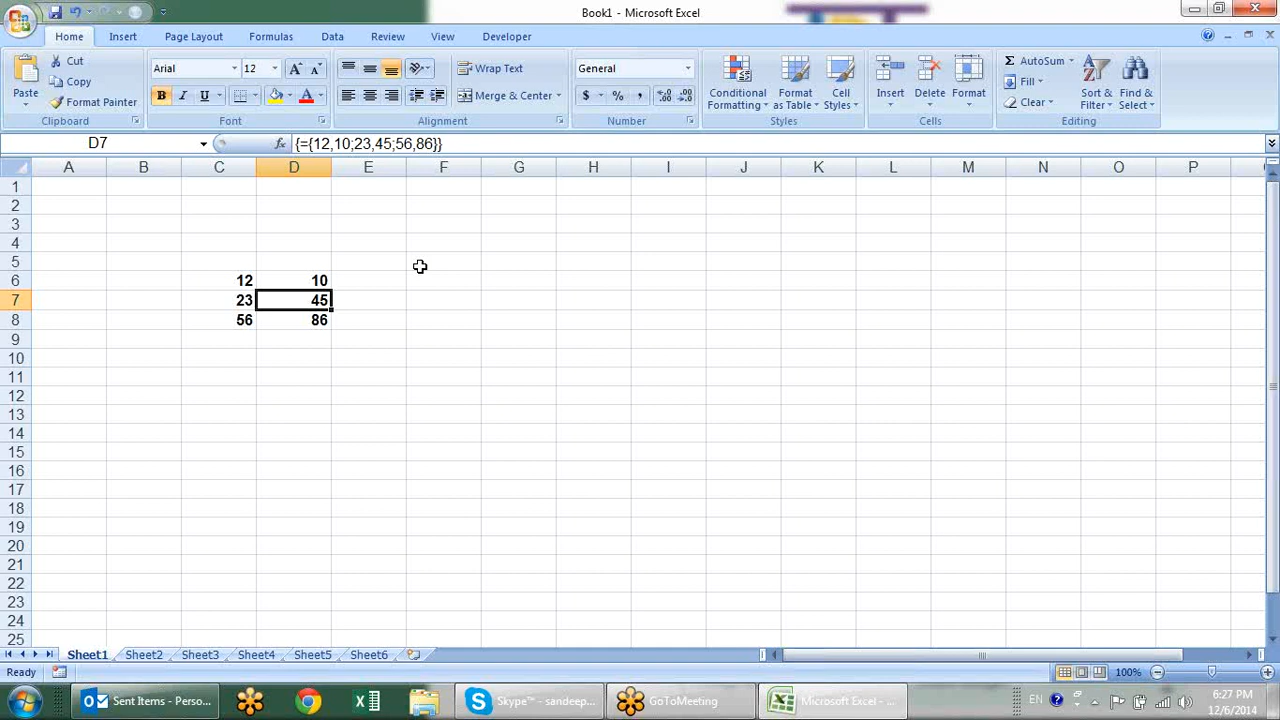 Book1 - Microsoft Excel
Home Insert Page Layout Formulas Data Review View Developer
Paste
Cut
Copy
Format Painter
Clipboard
Arial 12
A A
B I U A
Font
Wrap Text
Merge & Center
Alignment
General
$ % , .0 .00 .00 .0
Number
Conditional Formatting
Format as Table
Cell Styles
Styles
Insert Delete Format
Cells
Σ AutoSum
Fill
Clear
Sort & Filter
Find & Select
Editing
D7 fx {={12,10;23,45;56,86}}
A B C D E F G H I J K L M N O P
1
2
3
4
5
6 12 10
7 23 45
8 56 86
9
10
11
12
13
14
15
16
17
18
19
20
21
22
23
24
25
Sheet1 Sheet2 Sheet3 Sheet4 Sheet5 Sheet6
Ready 100%
Sent Items - Perso... Skype™ - sandeep... GoToMeeting Microsoft Excel - ... EN 6:27 PM
12/6/2014